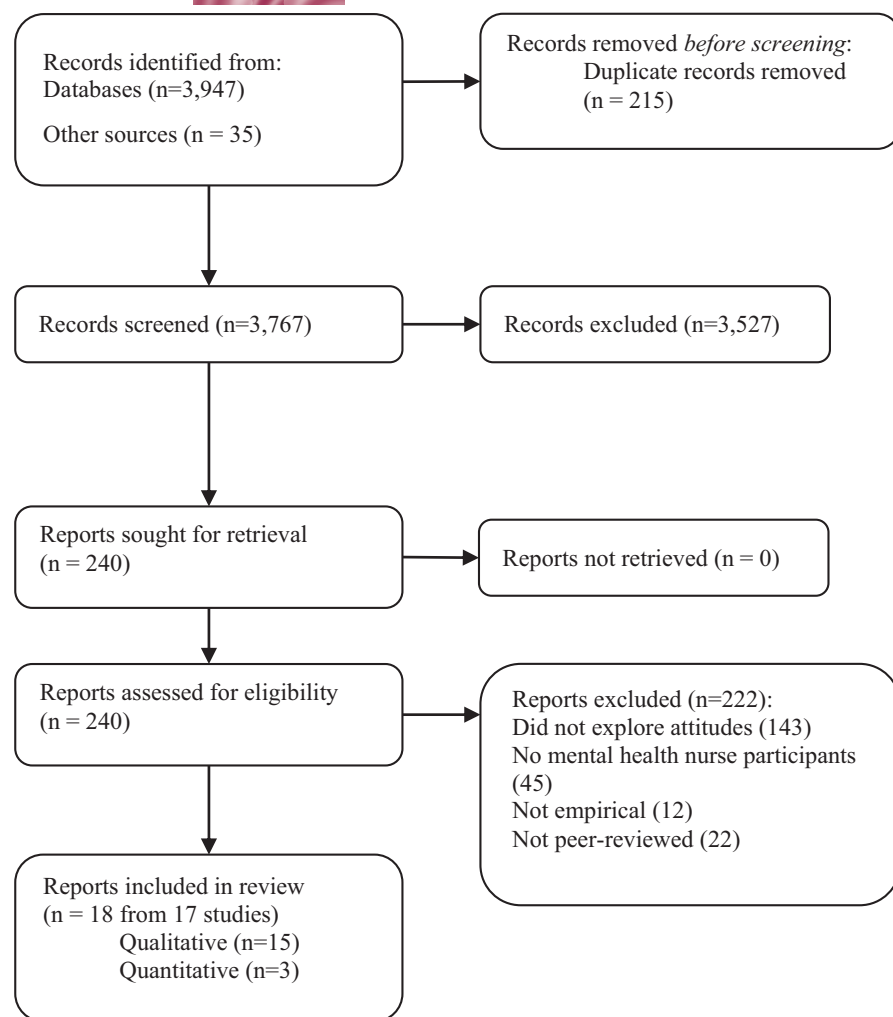 Records identified from:
Databases (n=3,947)
Other sources (n = 35)
Records removed before screening:
Duplicate records removed
(n = 215)
Records screened (n=3,767)
Records excluded (n=3,527)
Reports sought for retrieval
(n = 240)
Reports not retrieved (n = 0)
Reports assessed for eligibility
(n = 240)
Reports excluded (n=222):
Did not explore attitudes (143)
No mental health nurse participants
(45)
Not empirical (12)
Not peer-reviewed (22)
Reports included in review
(n = 18 from 17 studies)
Qualitative (n=15)
Quantitative (n=3)